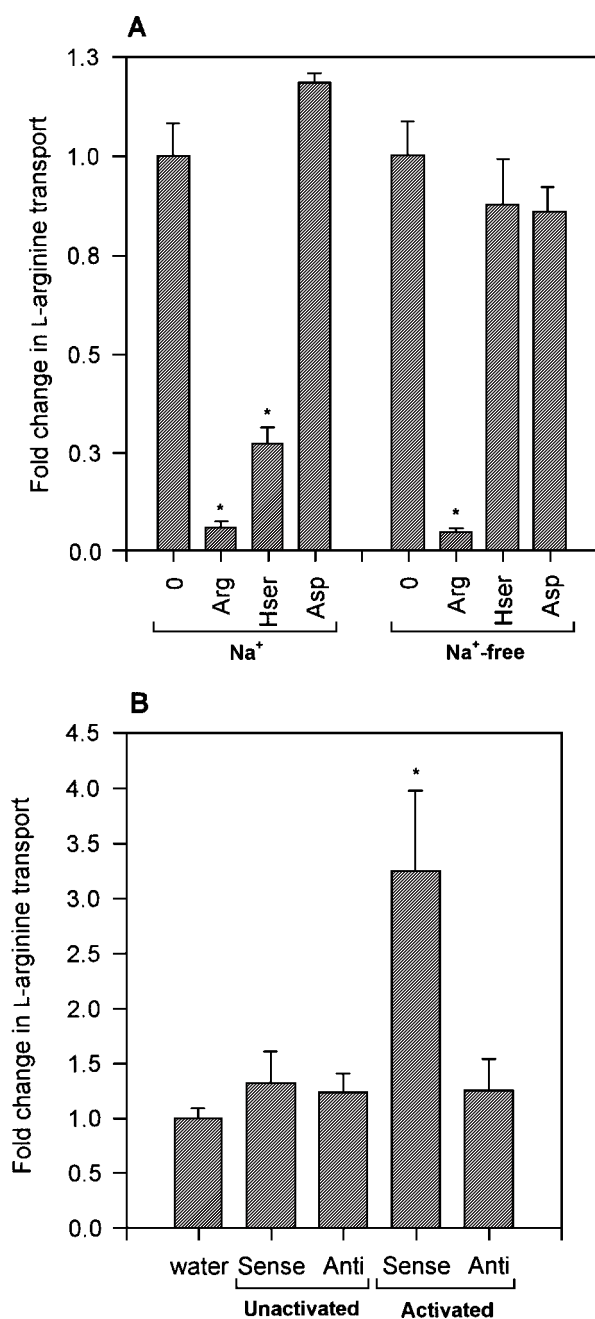 A
Fold change in L-arginine transport
1.3
1.0
0.8
0.5
0.3
0.0
*
*
*
0
Arg
Hser
Asp
0
Arg
Hser
Asp
Na+
Na+-free
B
Fold change in L-arginine transport
4.5
4.0
3.5
3.0
2.5
2.0
1.5
1.0
0.5
0.0
*
water Sense Anti Sense Anti
Unactivated Activated